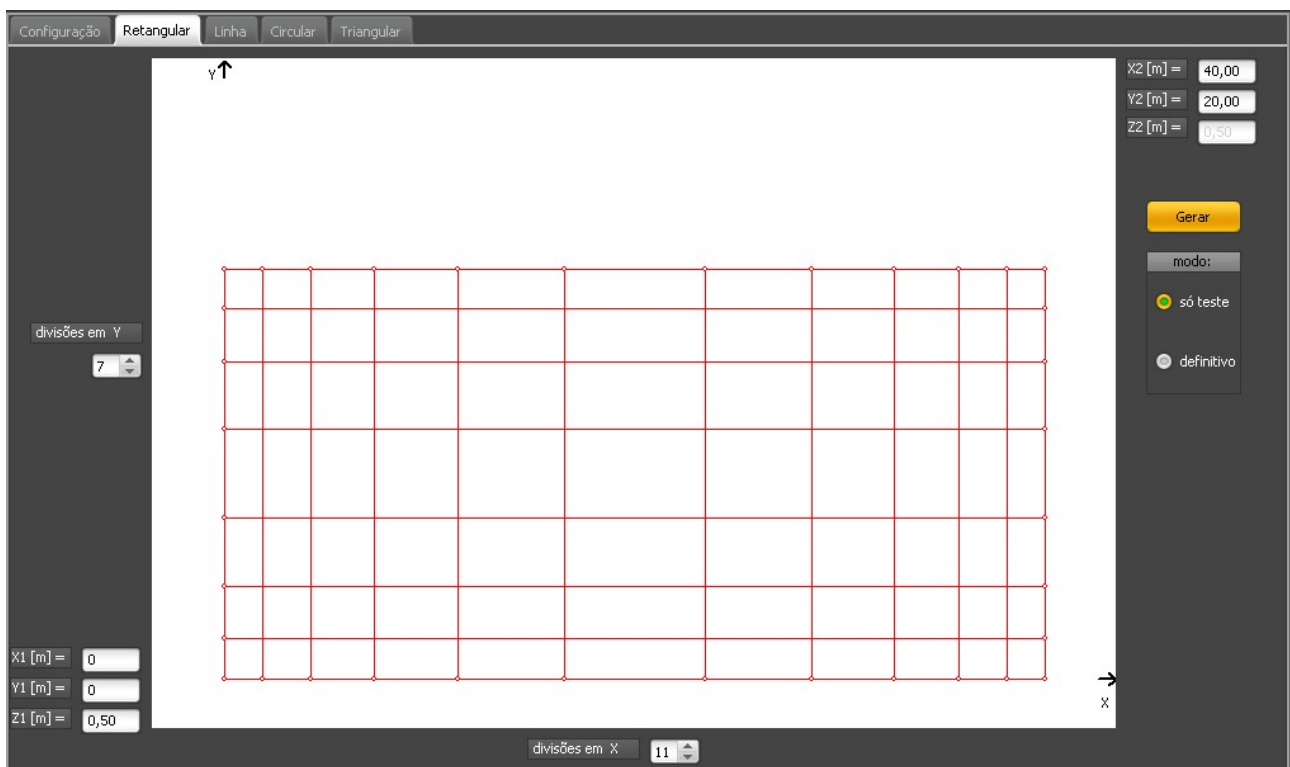 Configuração Retangular Linha Circular Triangular
Y
X2 [m] = 40,00
Y2 [m] = 20,00
Z2 [m] = 0,50
Gerar
modo:
só teste
divisões em Y
7
definitivo
X1 [m] = 0
Y1 [m] = 0
Z1 [m] = 0,50
X
divisões em X 11